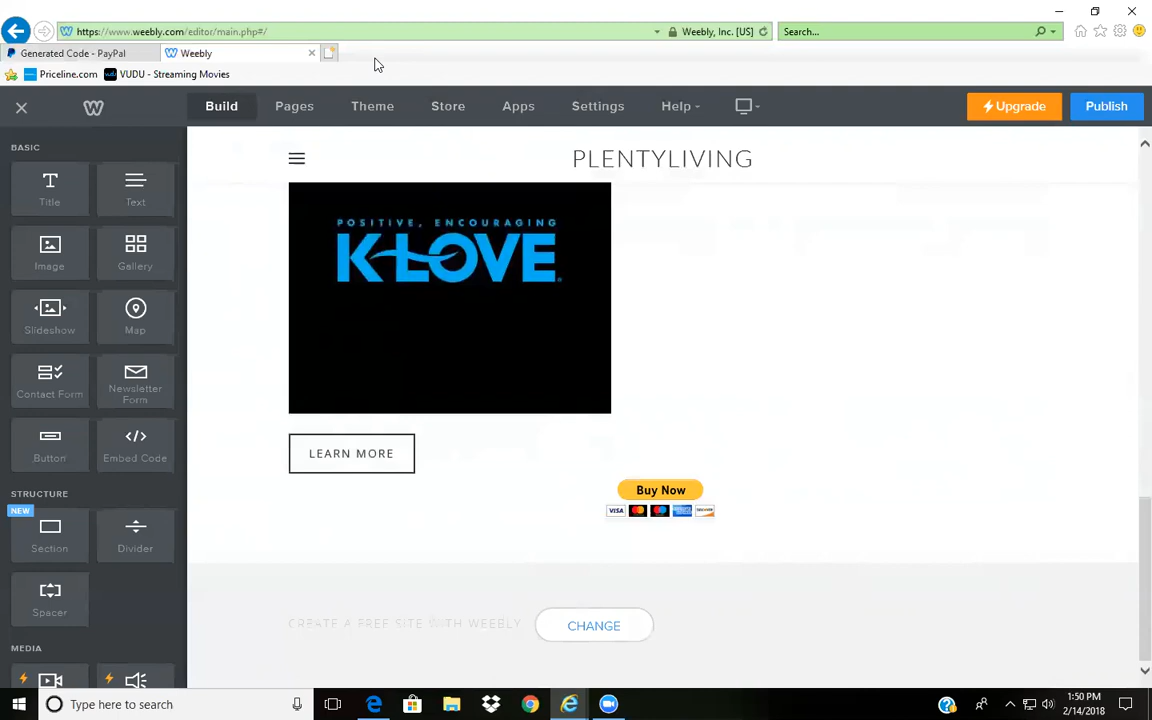 https://www.weebly.com/editor/main.php#/
Weebly, Inc. [US]
Search...
Generated Code - PayPal
Weebly
Priceline.com
VUDU - Streaming Movies
Build
Pages
Theme
Store
Apps
Settings
Help
Upgrade
Publish
BASIC
Title
Text
Image
Gallery
Slideshow
Map
Contact Form
Newsletter
Form
Button
Embed Code
STRUCTURE
NEW
Section
Divider
Spacer
MEDIA
PLENTYLIVING
POSITIVE, ENCOURAGING
K-LOVE®
LEARN MORE
Buy Now
VISA
DISCOVER
CREATE A FREE SITE WITH WEEBLY
CHANGE
Type here to search
1:50 PM
2/14/2018